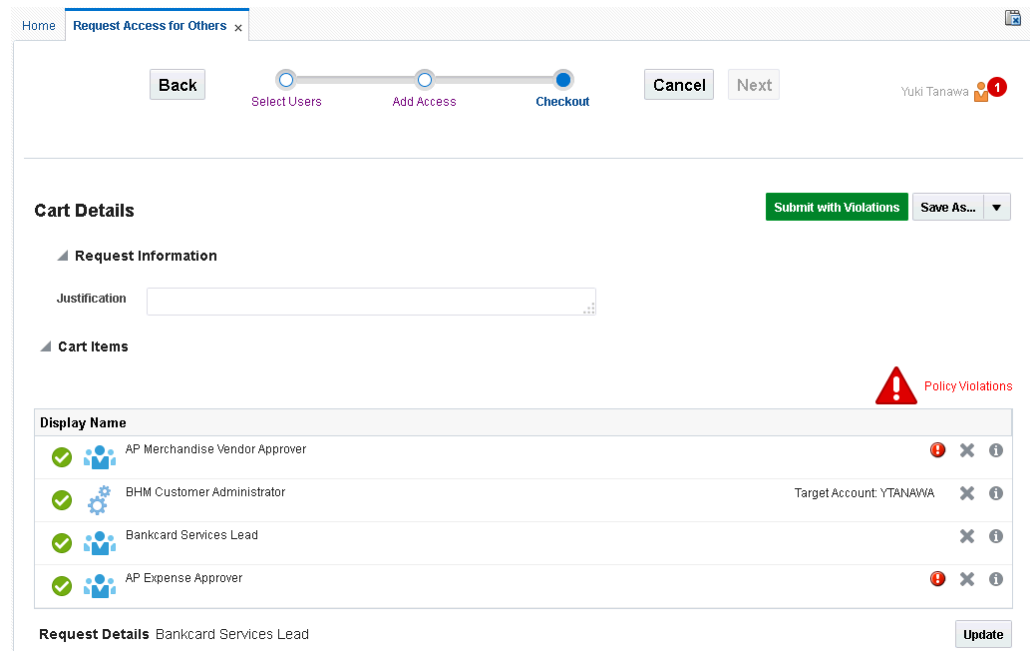 Home
Request Access for Others x
Back
Select Users
Add Access
Checkout
Cancel
Next
Yuki Tanawa
1
Cart Details
Submit with Violations
Save As...
Request Information
Justification
Cart Items
Policy Violations
Display Name
AP Merchandise Vendor Approver
BHM Customer Administrator
Target Account: YTANAWA
Bankcard Services Lead
AP Expense Approver
Request Details Bankcard Services Lead
Update